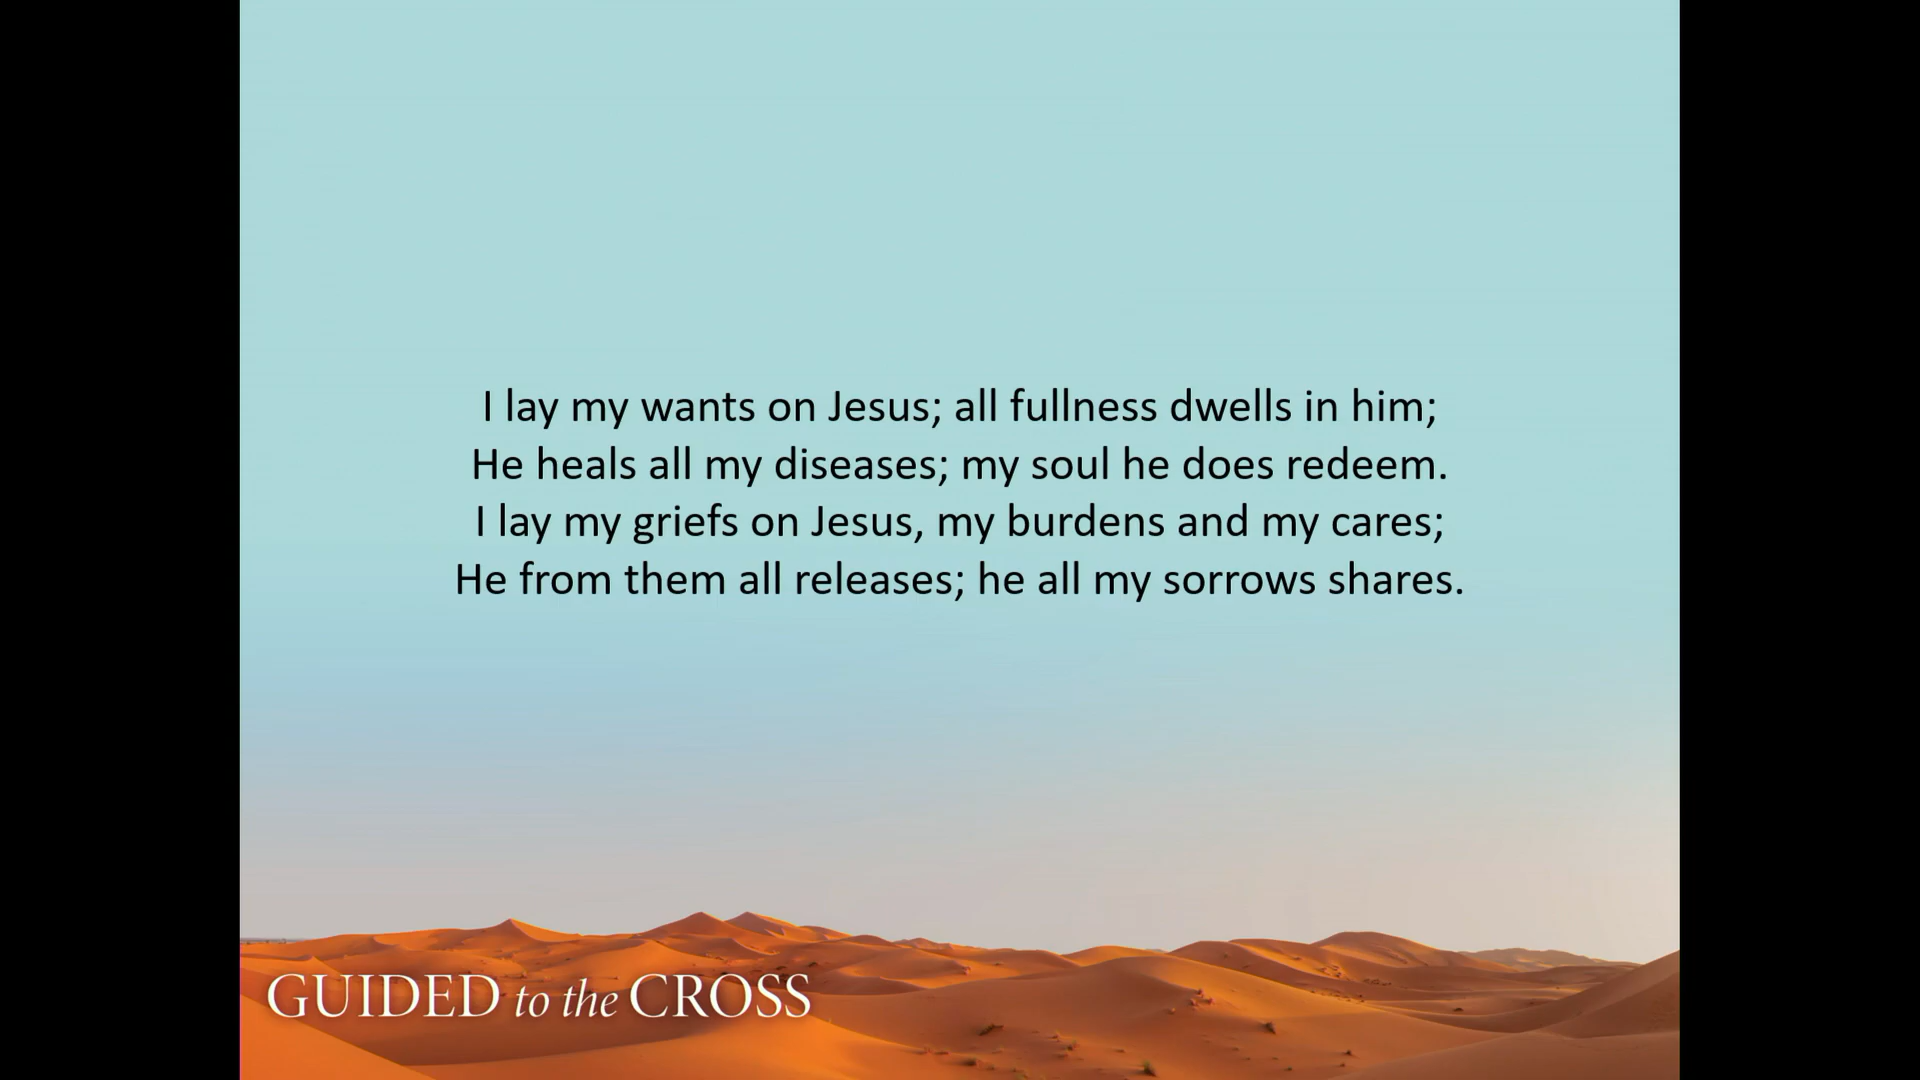 I lay my wants on Jesus; all fullness dwells in him;
He heals all my diseases; my soul he does redeem.
I lay my griefs on Jesus, my burdens and my cares;
He from them all releases; he all my sorrows shares.
GUIDED to the CROSS